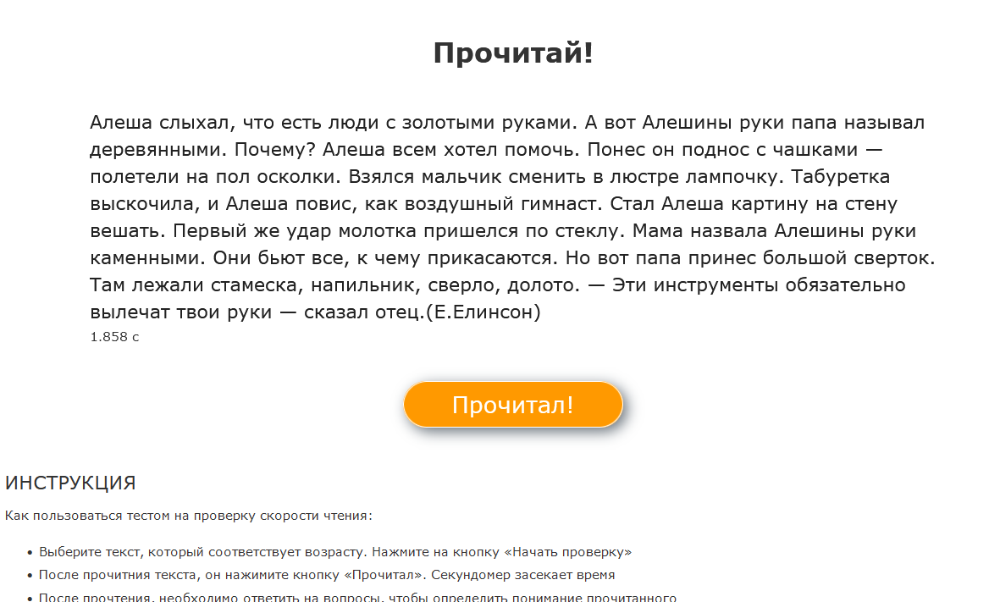 Прочитай!
Алеша слыхал, что есть люди с золотыми руками. А вот Алешины руки папа называл
деревянными. Почему? Алеша всем хотел помочь. Понес он поднос с чашками —
полетели на пол осколки. Взялся мальчик сменить в люстре лампочку. Табуретка
выскочила, и Алеша повис, как воздушный гимнаст. Стал Алеша картину на стену
вешать. Первый же удар молотка пришелся по стеклу. Мама назвала Алешины руки
каменными. Они бьют все, к чему прикасаются. Но вот папа принес большой сверток.
Там лежали стамеска, напильник, сверло, долото. — Эти инструменты обязательно
вылечат твои руки — сказал отец.(Е.Елинсон)
1.858 с
Прочитал!
ИНСТРУКЦИЯ
Как пользоваться тестом на проверку скорости чтения:
• Выберите текст, который соответствует возрасту. Нажмите на кнопку «Начать проверку»
• После прочитния текста, он нажимите кнопку «Прочитал». Секундомер засекает время
• После прочтения, необходимо ответить на вопросы, чтобы определить понимание прочитанного